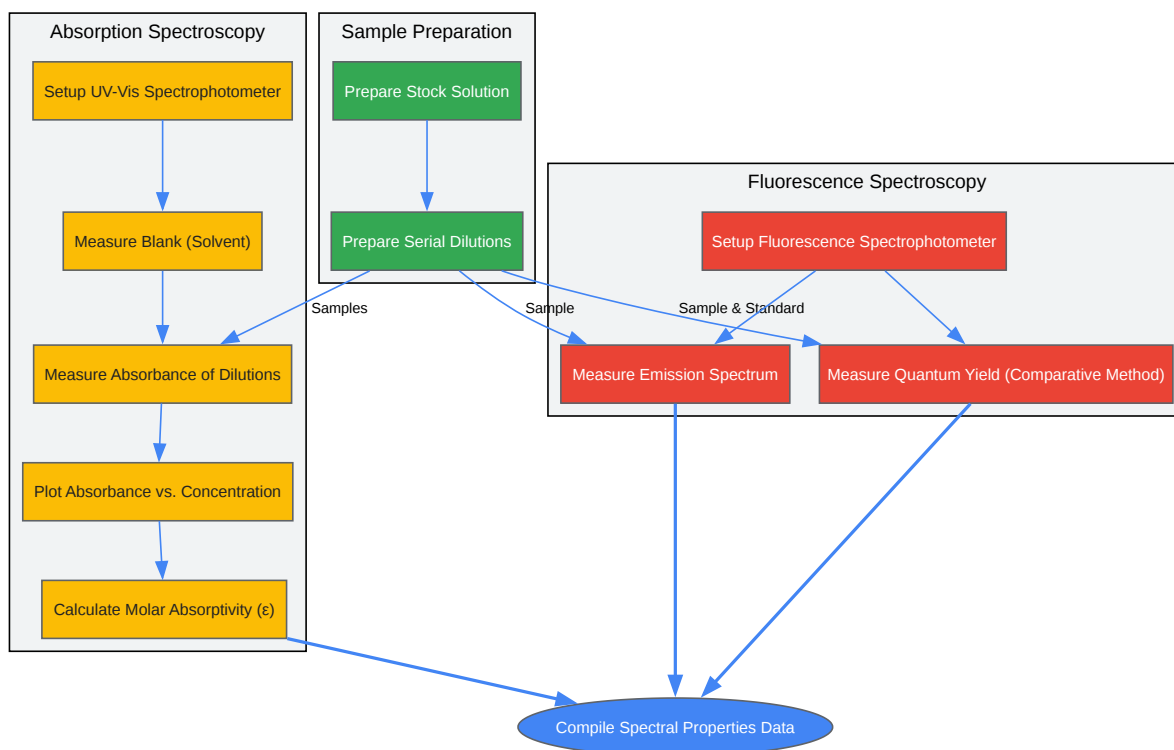 Absorption Spectroscopy
Setup UV-Vis Spectrophotometer
Measure Blank (Solvent)
Measure Absorbance of Dilutions
Plot Absorbance vs. Concentration
Calculate Molar Absorptivity (ε)
Sample Preparation
Prepare Stock Solution
Prepare Serial Dilutions
Samples
Sample
Sample & Standard
Fluorescence Spectroscopy
Setup Fluorescence Spectrophotometer
Measure Emission Spectrum
Measure Quantum Yield (Comparative Method)
Compile Spectral Properties Data